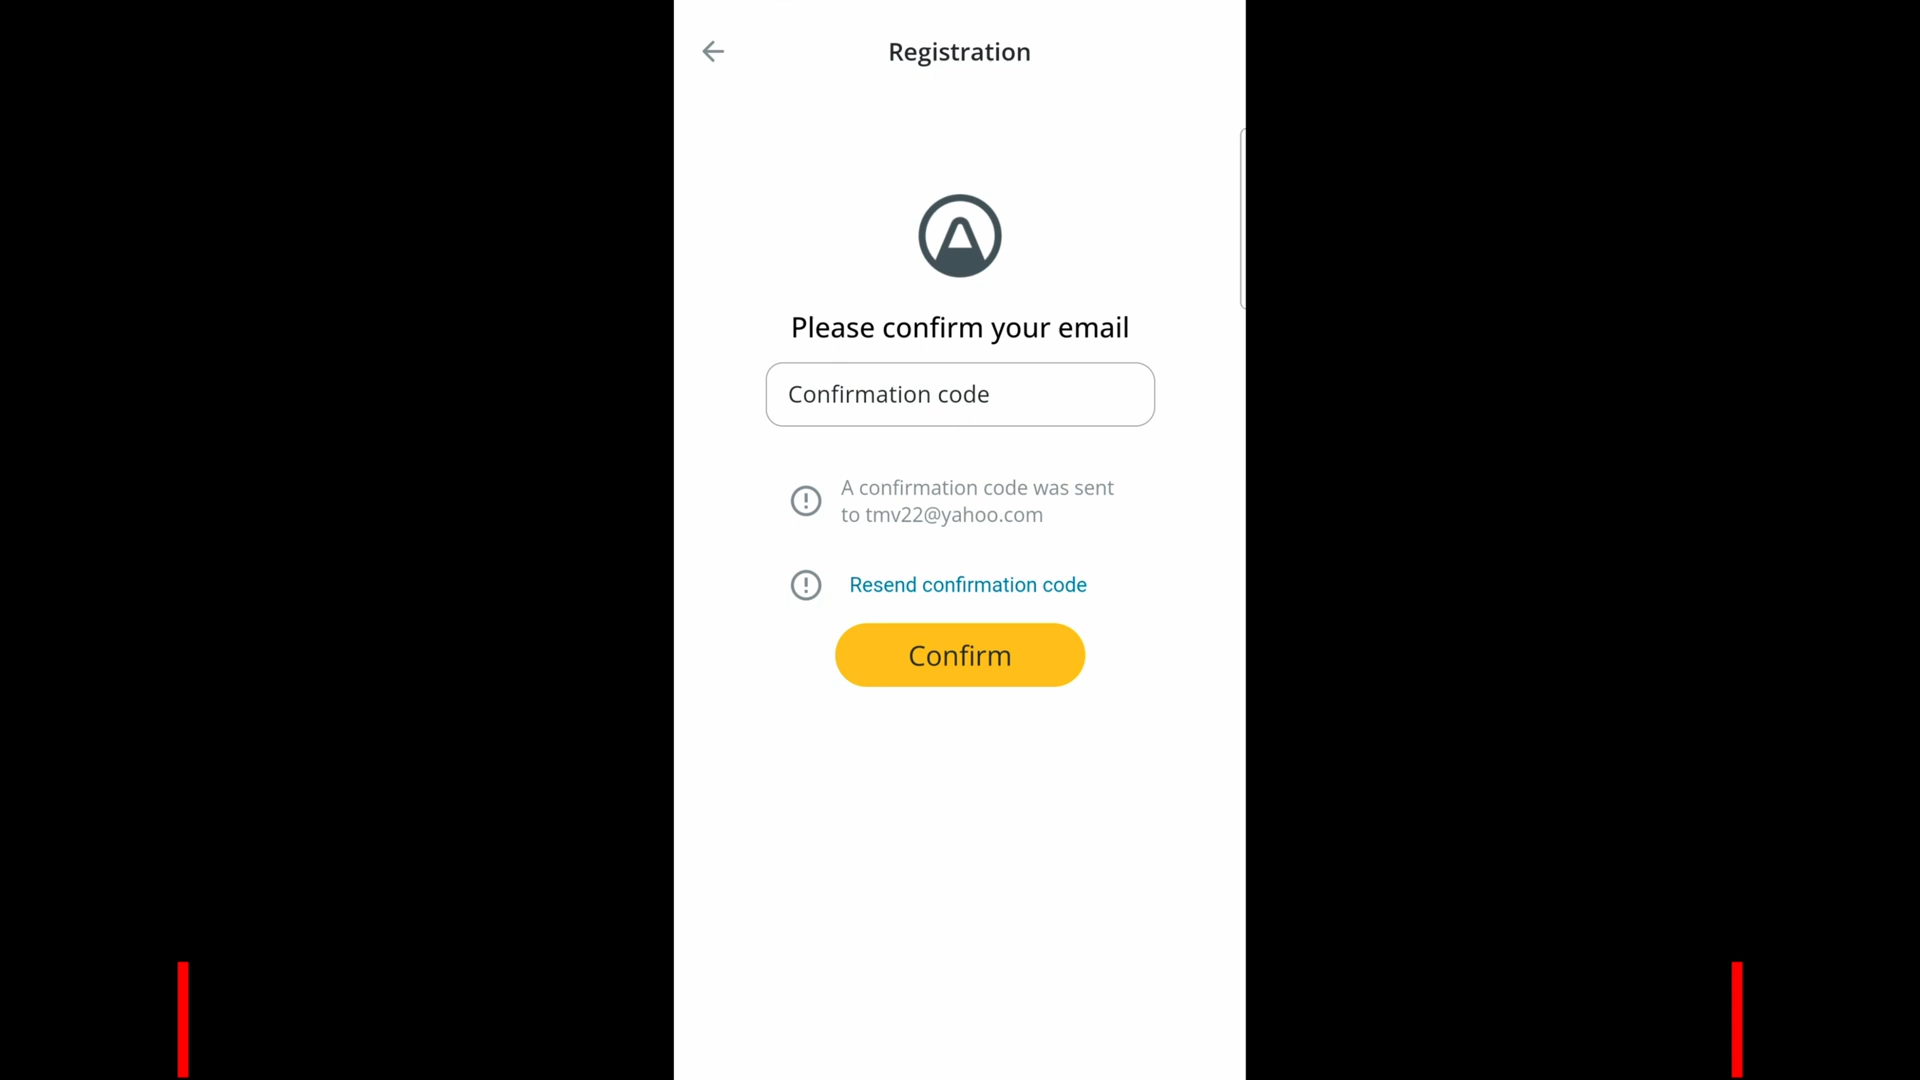 Registration
Please confirm your email
Confirmation code
A confirmation code was sent
to tmv22@yahoo.com
Resend confirmation code
Confirm